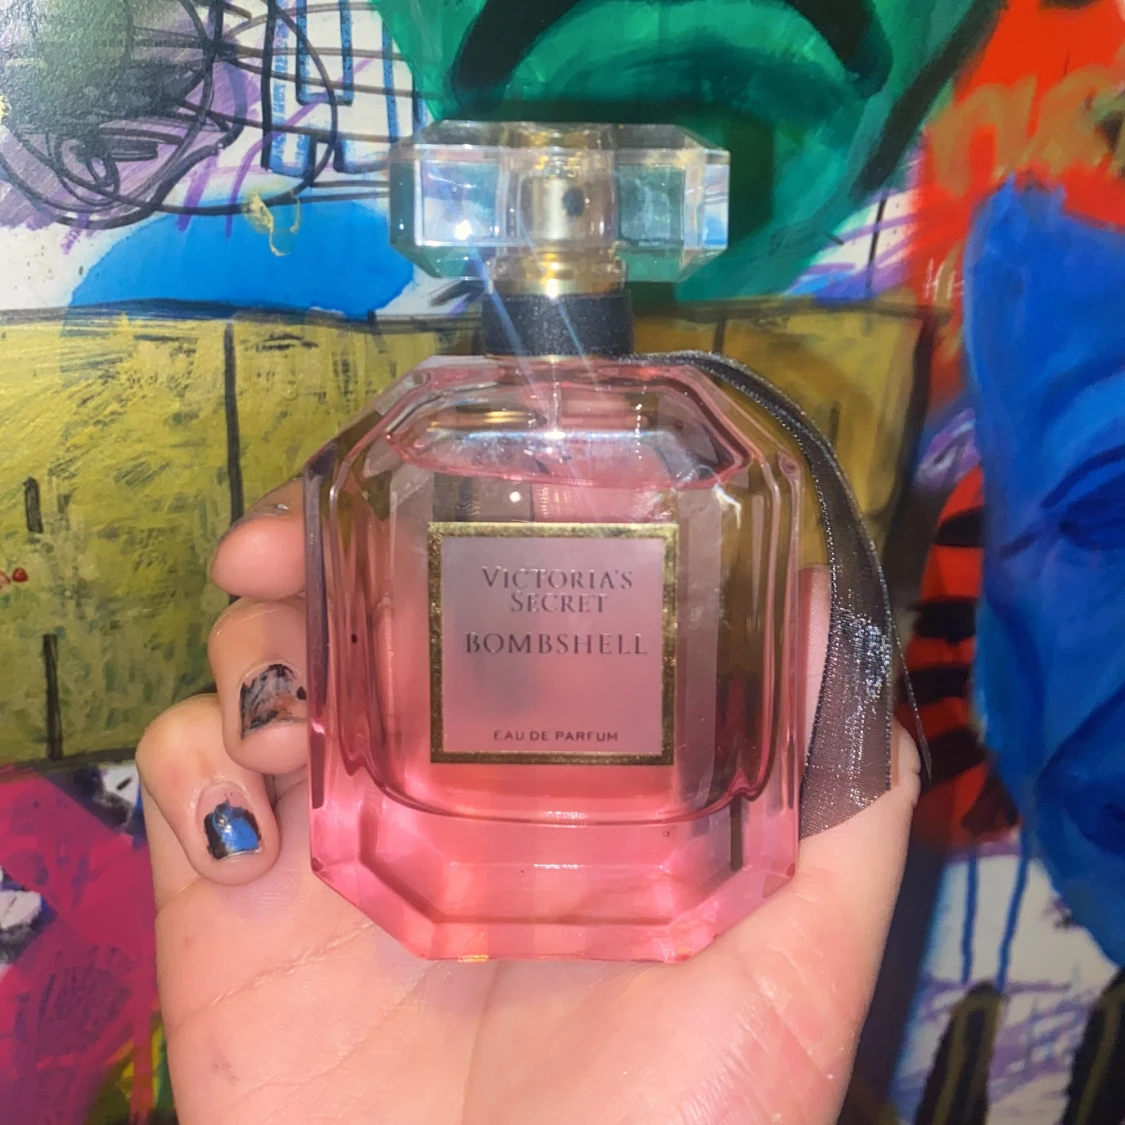 VICTORIA'S
SECRET
BOMBSHELL
EAU DE PARFUM